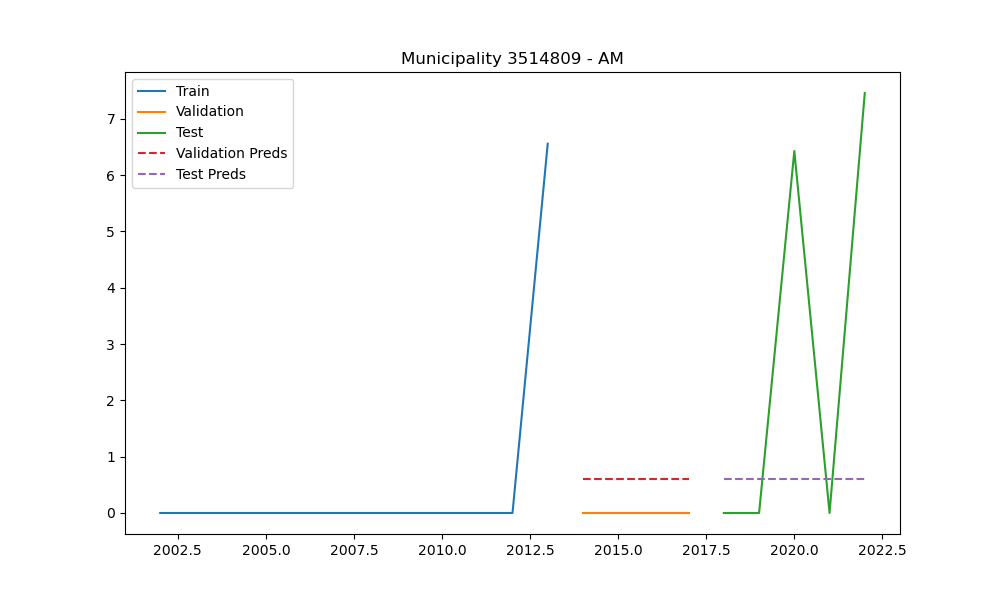 Municipality 3514809 - AM
Train
Validation
Test
Validation Preds
Test Preds
7
6
5
4
3
2
1
0
2002.5 2005.0 2007.5 2010.0 2012.5 2015.0 2017.5 2020.0 2022.5